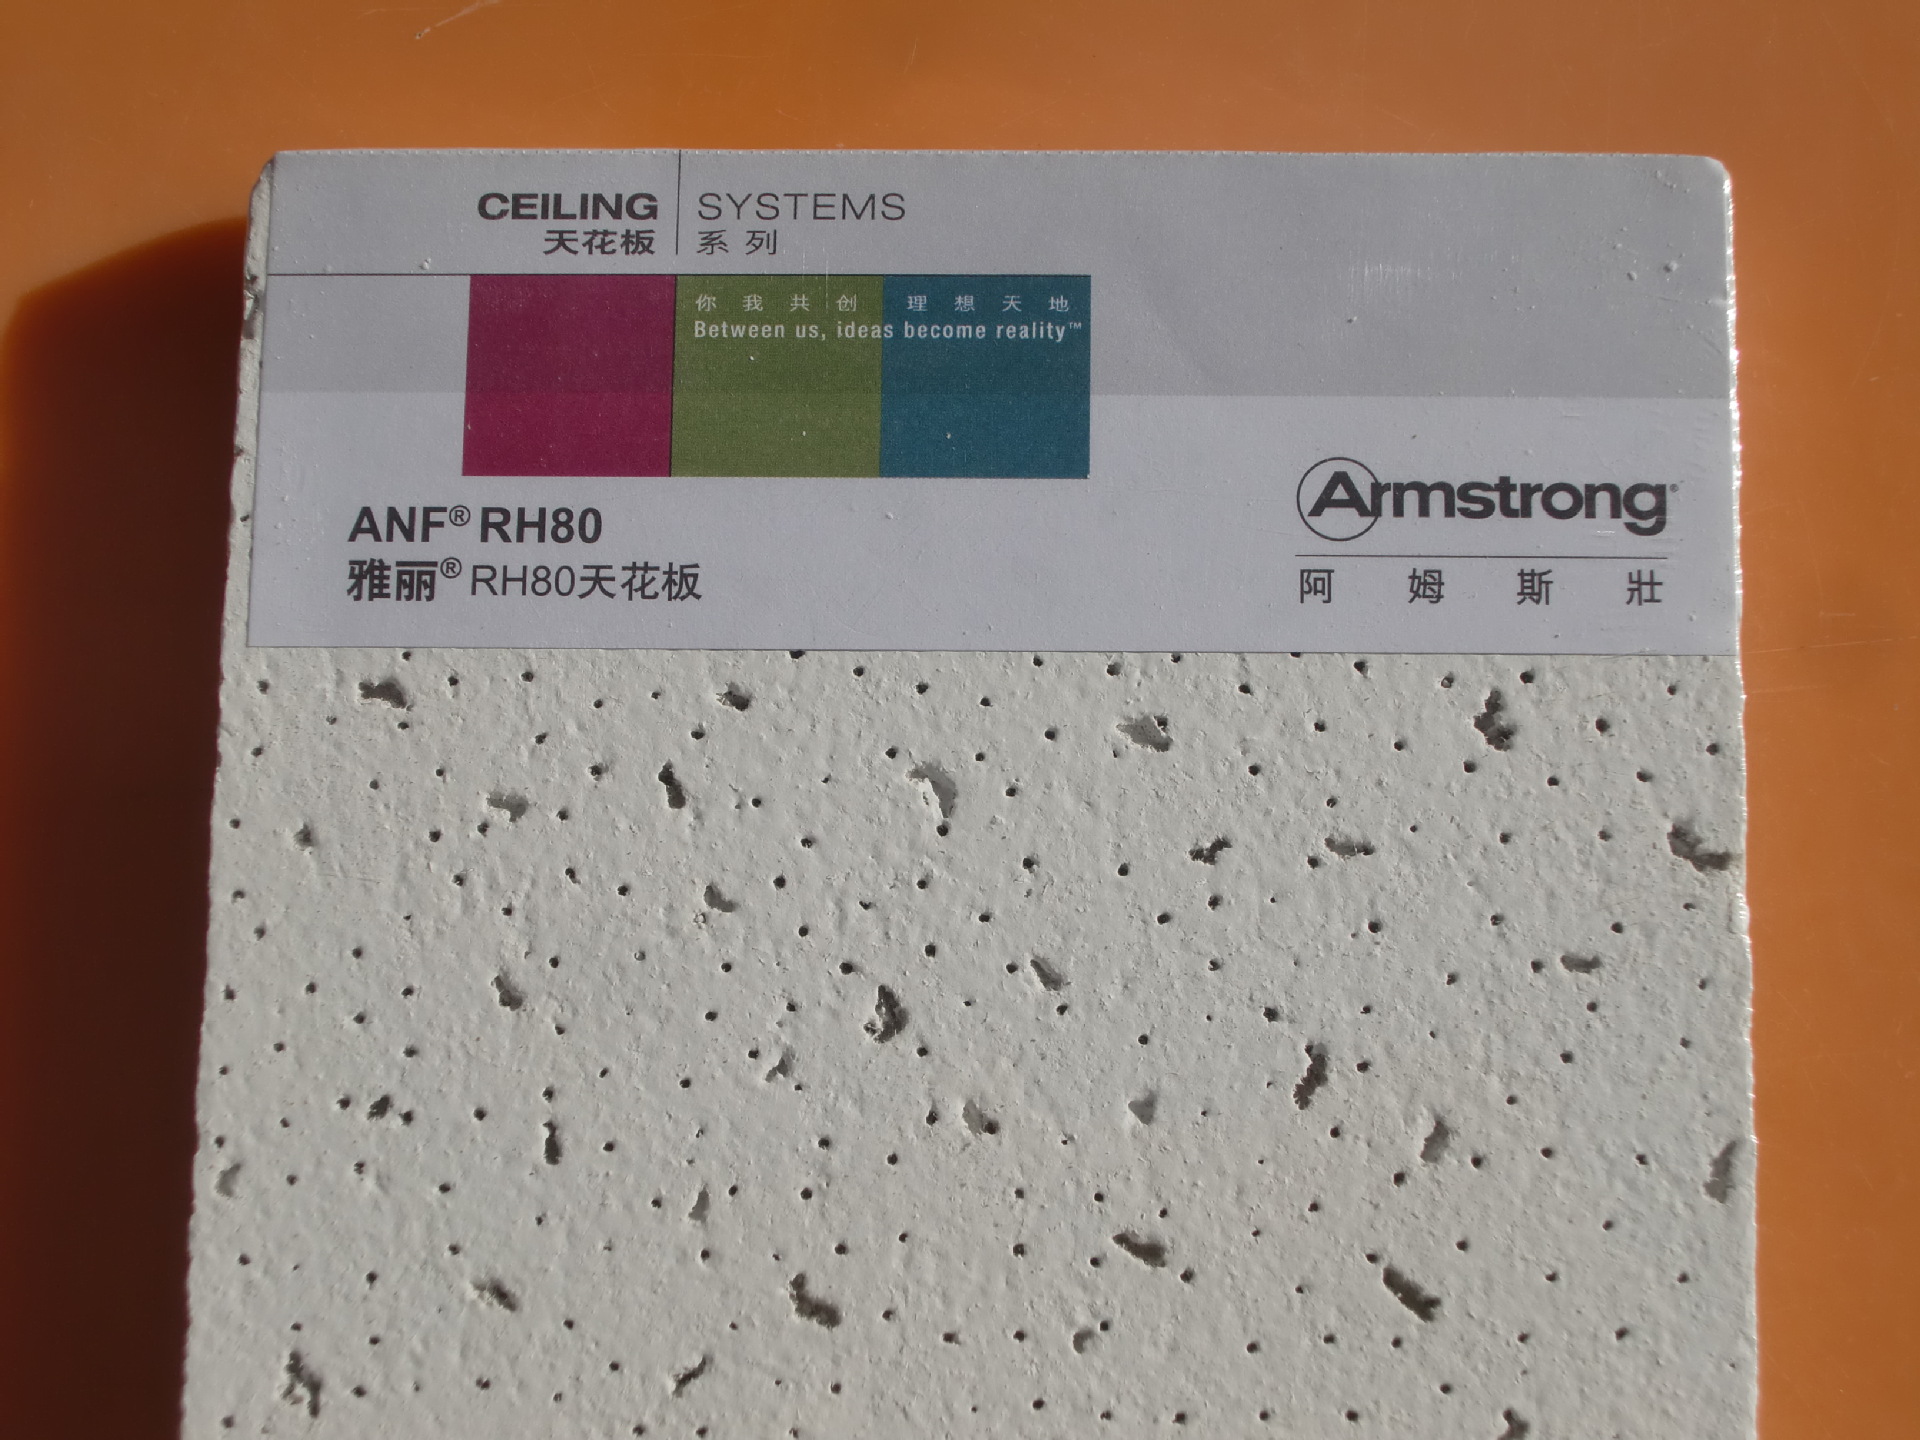 CEILING SYSTEMS
天花板 系列
你我共创 理想天地
Between us, ideas become reality™
ANF® RH80
雅丽® RH80天花板
Armstrong®
阿姆斯壯